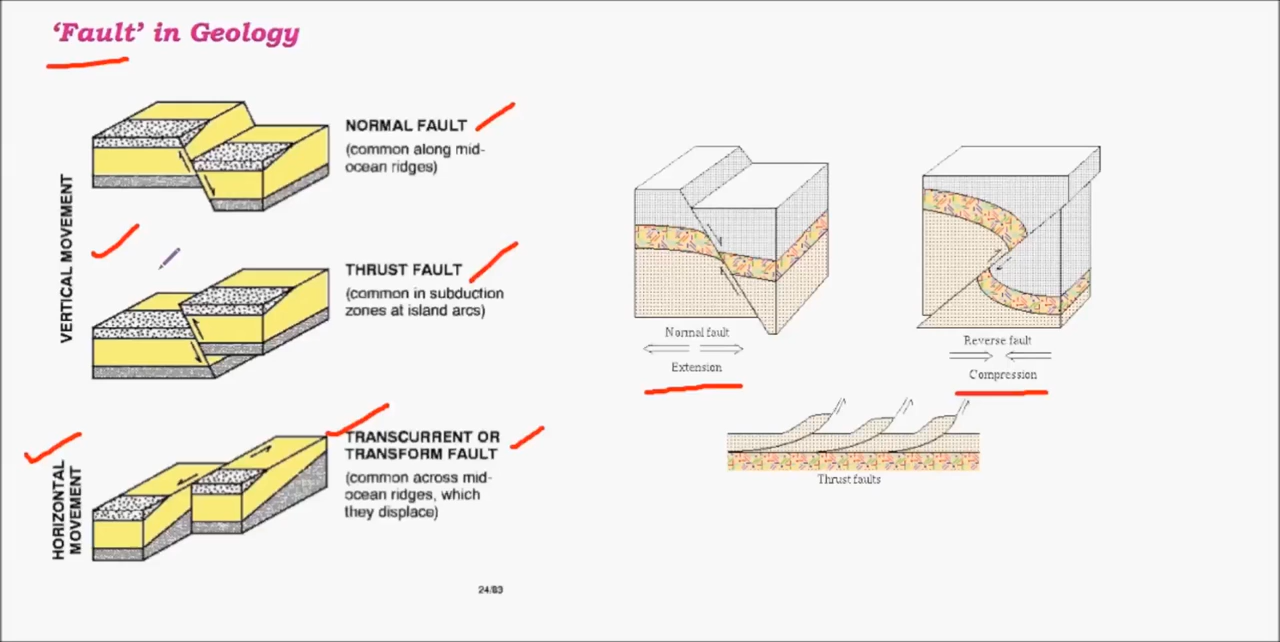 ‘Fault’ in Geology
VERTICAL MOVEMENT
NORMAL FAULT
(common along mid-
ocean ridges)
THRUST FAULT
(common in subduction
zones at island arcs)
HORIZONTAL
MOVEMENT
TRANSCURRENT OR
TRANSFORM FAULT
(common across mid-
ocean ridges, which
they displace)
24/83
Normal fault
Extension
Reverse fault
Compression
Thrust faults